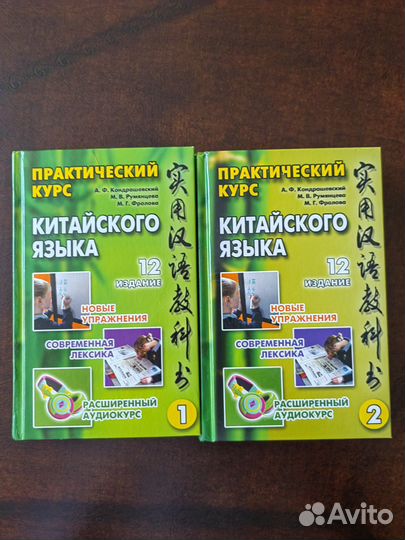 ПРАКТИЧЕСКИЙ
КУРС
А. Ф. Кондрашевский
М. В. Румянцева
М. Г. Фролова
КИТАЙСКОГО
ЯЗЫКА
12
ИЗДАНИЕ
НОВЫЕ
УПРАЖНЕНИЯ
СОВРЕМЕННАЯ
ЛЕКСИКА
РАСШИРЕННЫЙ
АУДИОКУРС
1
实用汉语教科书
ПРАКТИЧЕСКИЙ
КУРС
А. Ф. Кондрашевский
М. В. Румянцева
М. Г. Фролова
КИТАЙСКОГО
ЯЗЫКА
12
ИЗДАНИЕ
НОВЫЕ
УПРАЖНЕНИЯ
СОВРЕМЕННАЯ
ЛЕКСИКА
РАСШИРЕННЫЙ
АУДИОКУРС
2
实用汉语教科书
Avito